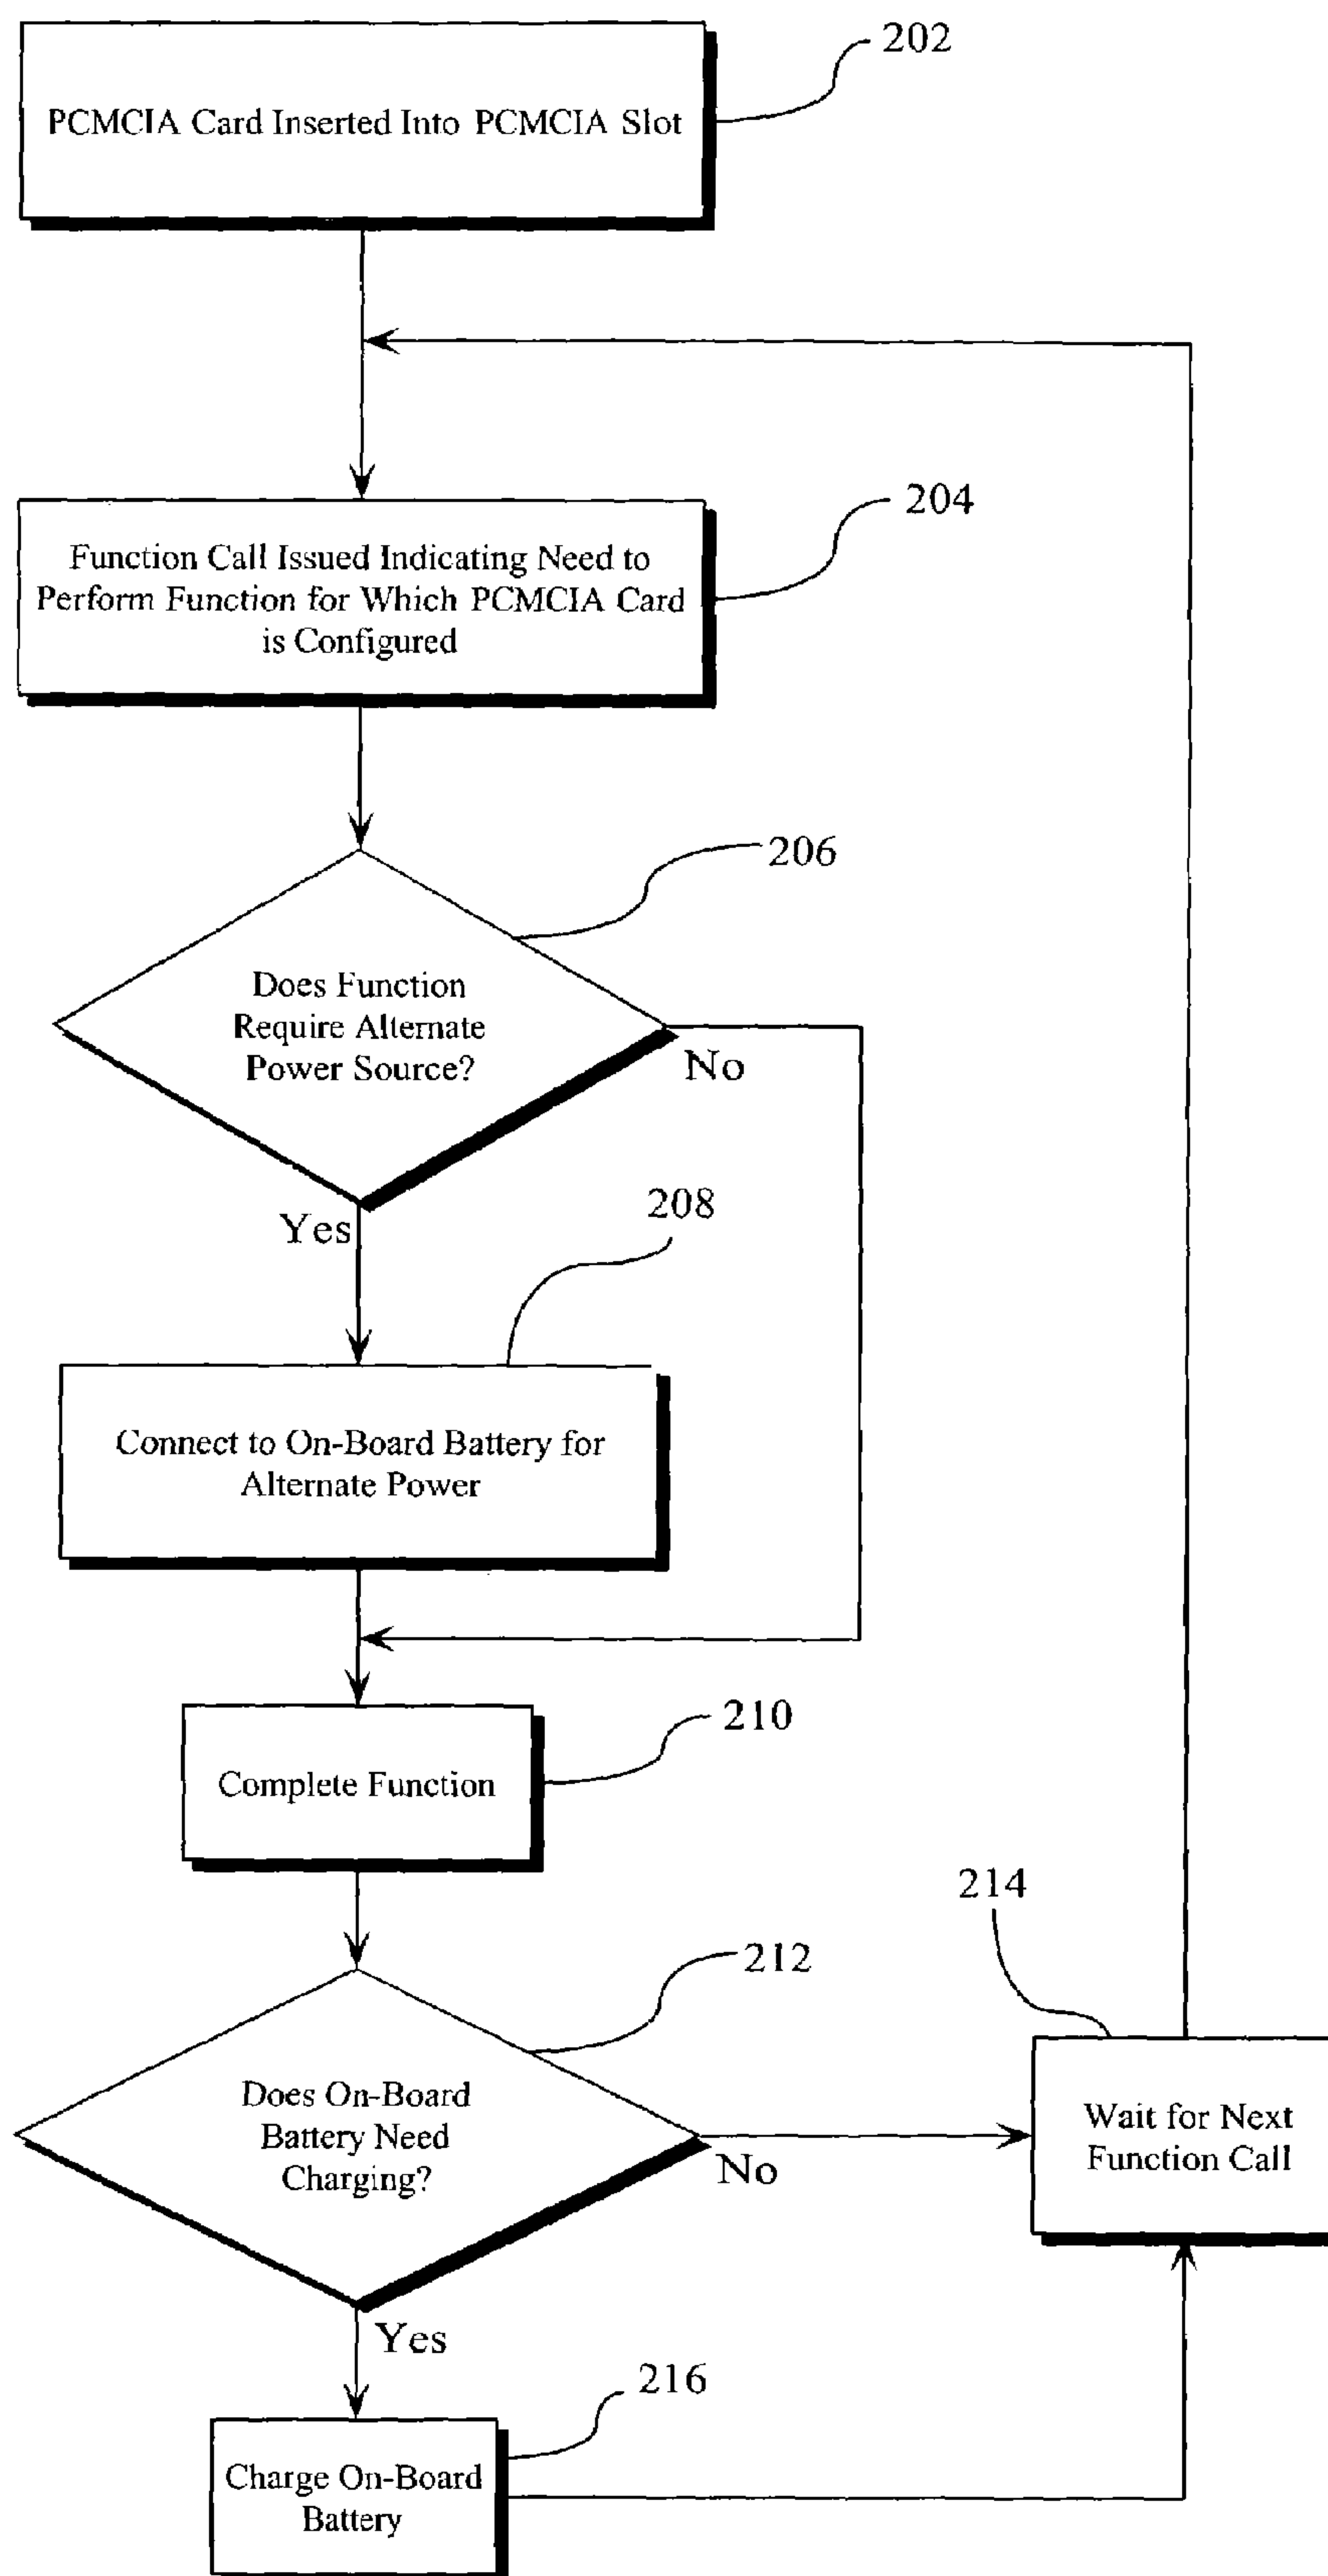 202
PCMCIA Card Inserted Into PCMCIA Slot
204
Function Call Issued Indicating Need to
Perform Function for Which PCMCIA Card
is Configured
206
Does Function
Require Alternate
Power Source?
No
Yes
208
Connect to On-Board Battery for
Alternate Power
210
Complete Function
212
214
Does On-Board
Battery Need
Charging?
Wait for Next
Function Call
No
Yes
216
Charge On-Board
Battery